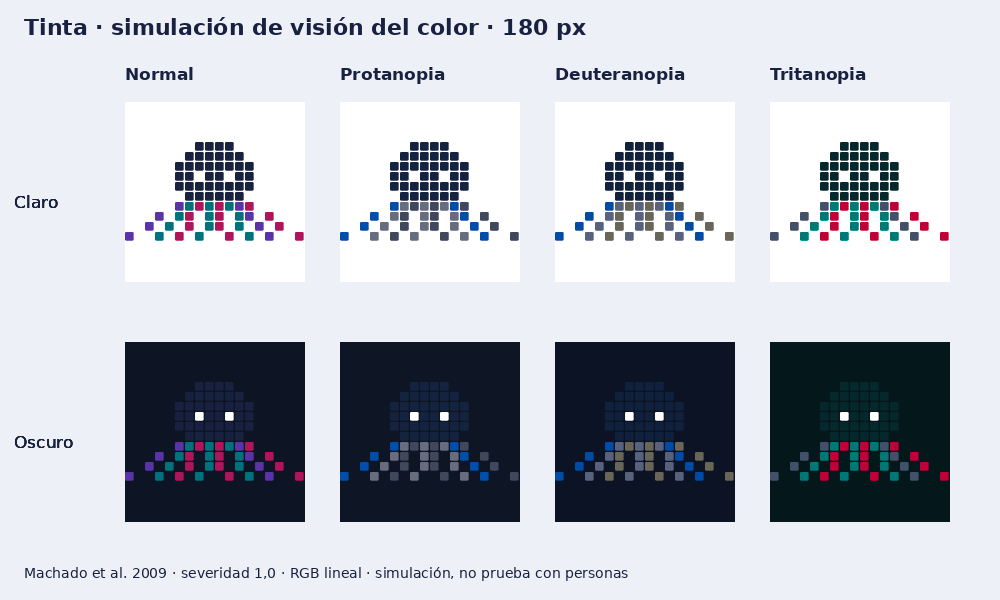 Tinta · simulación de visión del color · 180 px
Normal
Protanopia
Deuteranopia
Tritanopia
Claro
Oscuro
Machado et al. 2009 · severidad 1,0 · RGB lineal · simulación, no prueba con personas